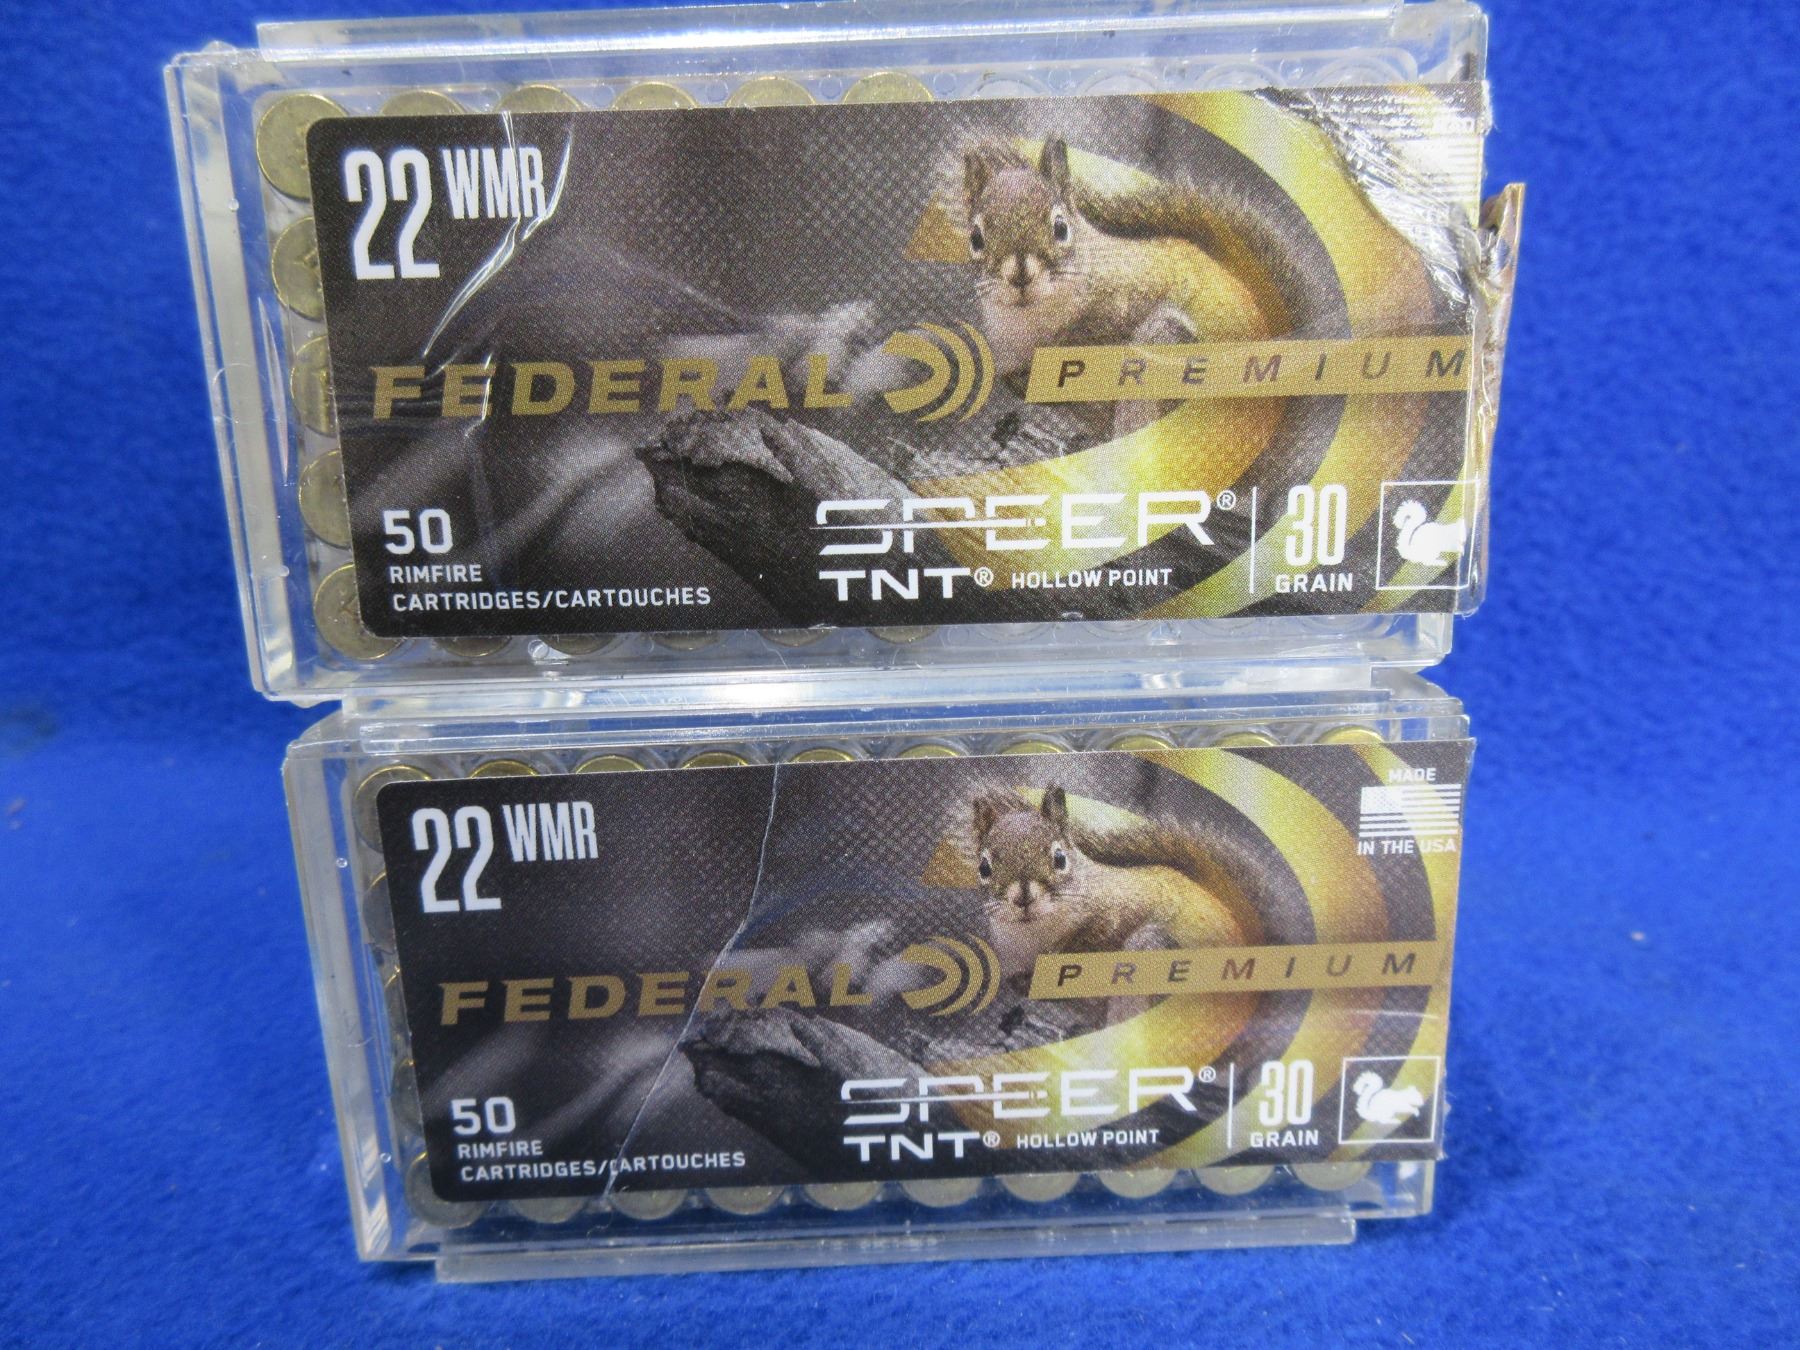 22 WMR
FEDERAL PREMIUM
50
RIMFIRE
CARTRIDGES/CARTOUCHES
SPEER®
TNT® HOLLOW POINT
30
GRAIN
22 WMR
MADE
IN THE USA
FEDERAL PREMIUM
50
RIMFIRE
CARTRIDGES/CARTOUCHES
SPEER®
TNT® HOLLOW POINT
30
GRAIN